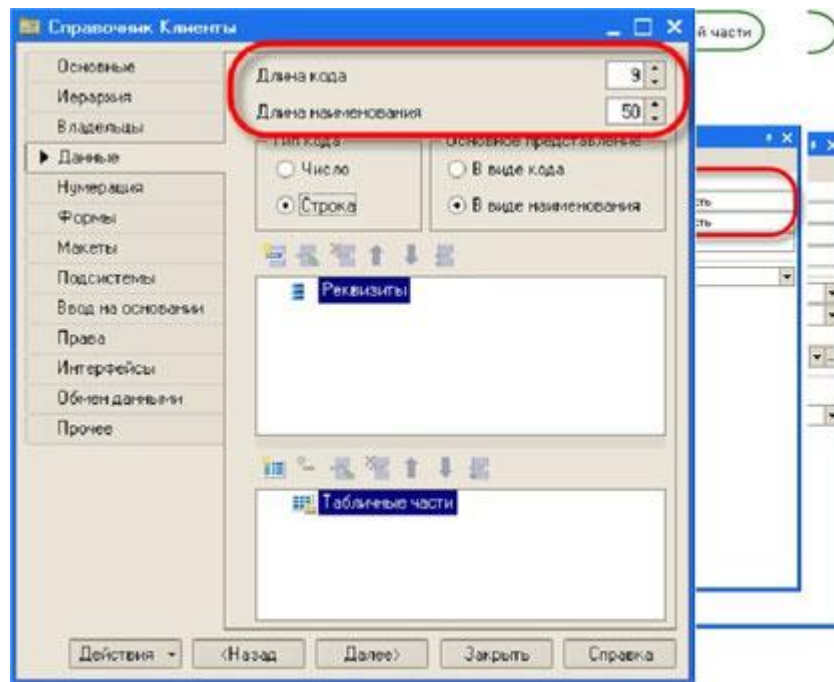 Справочник Клиенты
й части
Основные
Иерархия
Владельцы
Данные
Нумерация
Формы
Макеты
Подсистемы
Ввод на основании
Права
Интерфейсы
Обмен данными
Прочее
Длина кода 9
Длина наименования 50
Тип кода
Основное представление
Число
В виде кода
Строка
В виде наименования
Реквизиты
Табличные части
Действия
<Назад
Далее>
Закрыть
Справка